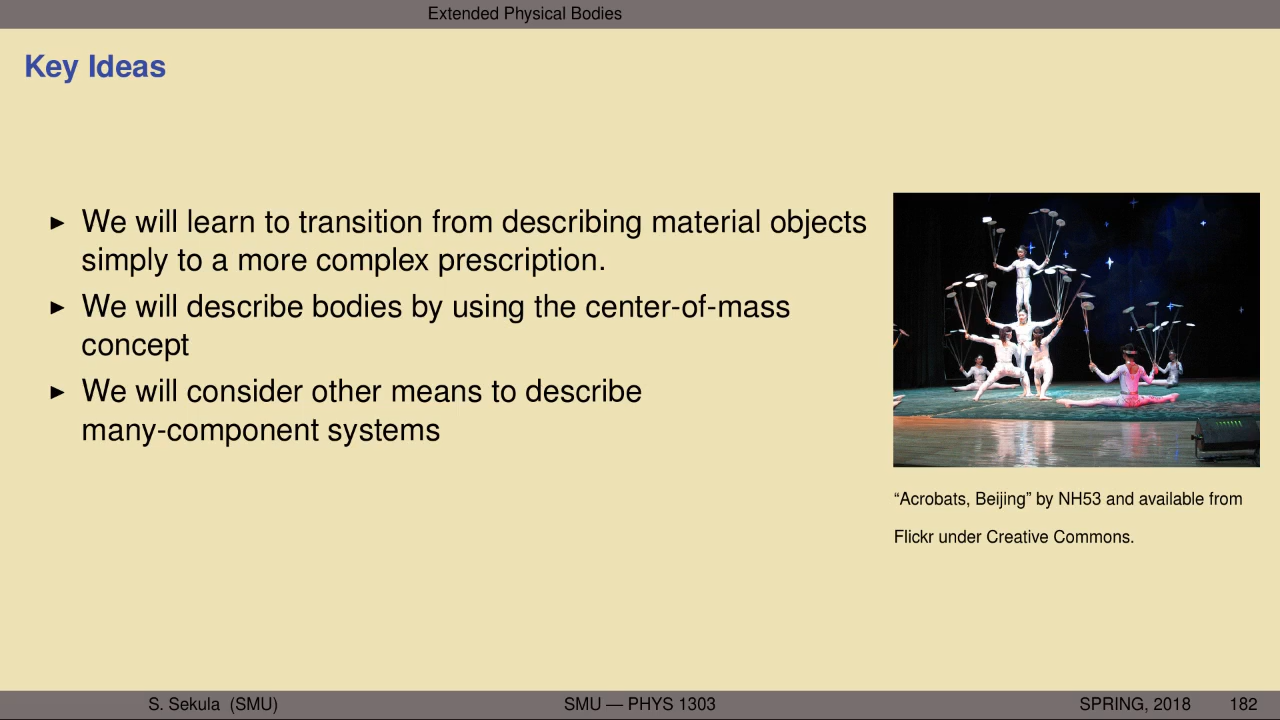 Extended Physical Bodies
Key Ideas
▶ We will learn to transition from describing material objects
simply to a more complex prescription.
▶ We will describe bodies by using the center-of-mass
concept
▶ We will consider other means to describe
many-component systems
“Acrobats, Beijing” by NH53 and available from
Flickr under Creative Commons.
S. Sekula (SMU) SMU — PHYS 1303 SPRING, 2018 182